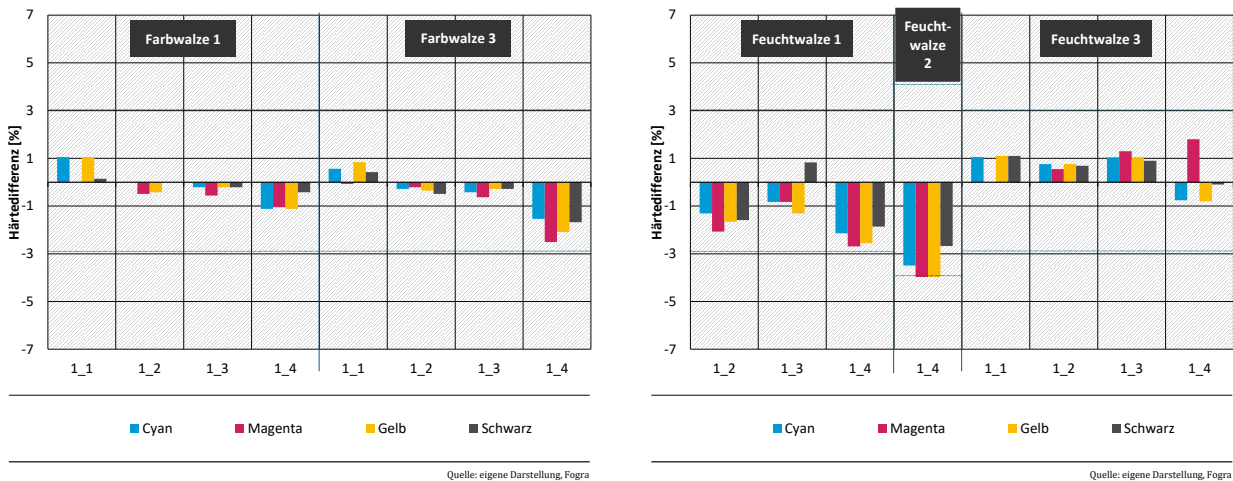 Farbwalze 1
Farbwalze 3
Härtedifferenz [%]
7
5
3
1
-1
-3
-5
-7
1_1
1_2
1_3
1_4
1_1
1_2
1_3
1_4
Cyan
Magenta
Gelb
Schwarz
Quelle: eigene Darstellung, Fogra
Feuchtwalze 1
Feucht-
walze
2
Feuchtwalze 3
Härtedifferenz [%]
7
5
3
1
-1
-3
-5
-7
1_2
1_3
1_4
1_4
1_1
1_2
1_3
1_4
Cyan
Magenta
Gelb
Schwarz
Quelle: eigene Darstellung, Fogra